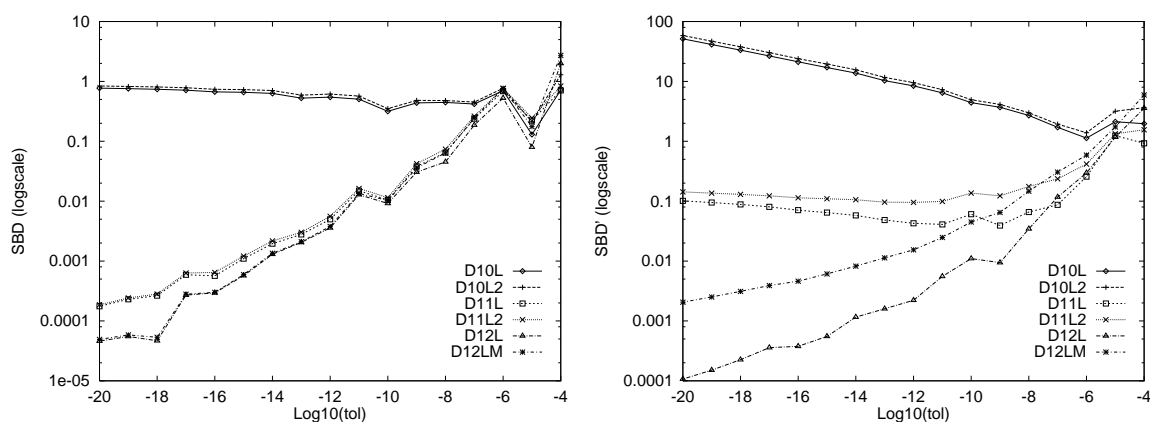 SBD (logscale)
10
1
0.1
0.01
0.001
0.0001
1e-05
-20
-18
-16
-14
-12
-10
-8
-6
-4
Log10(tol)
D10L
D10L2
D11L
D11L2
D12L
D12LM
SBD' (logscale)
100
10
1
0.1
0.01
0.001
0.0001
-20
-18
-16
-14
-12
-10
-8
-6
-4
Log10(tol)
D10L
D10L2
D11L
D11L2
D12L
D12LM